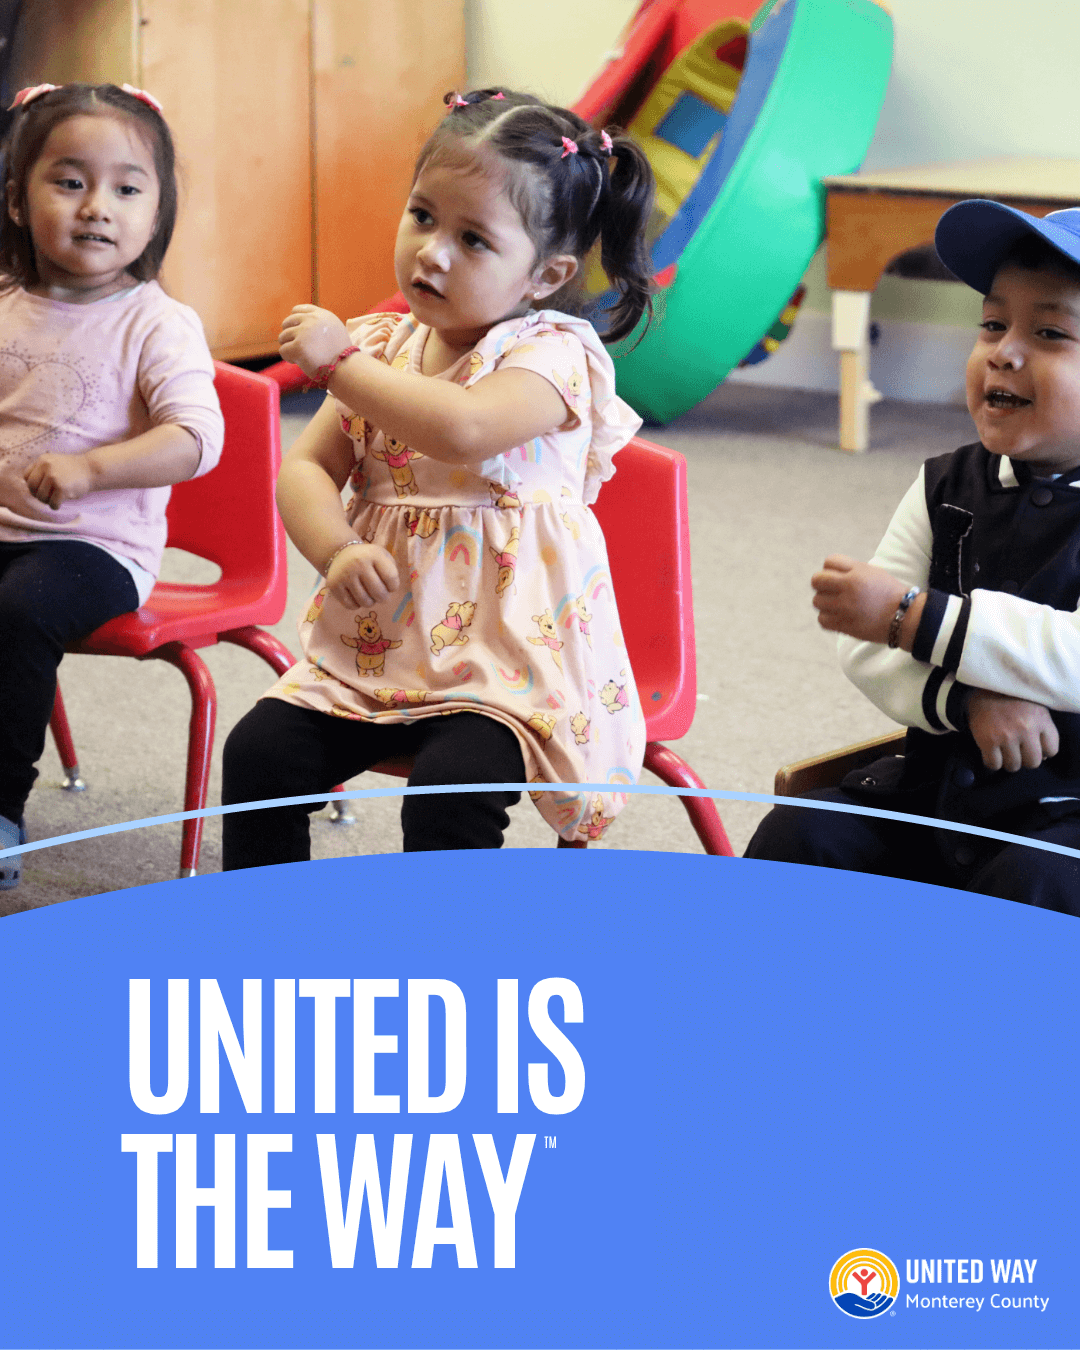 UNITED IS
THE WAY™
UNITED WAY
Monterey County
®